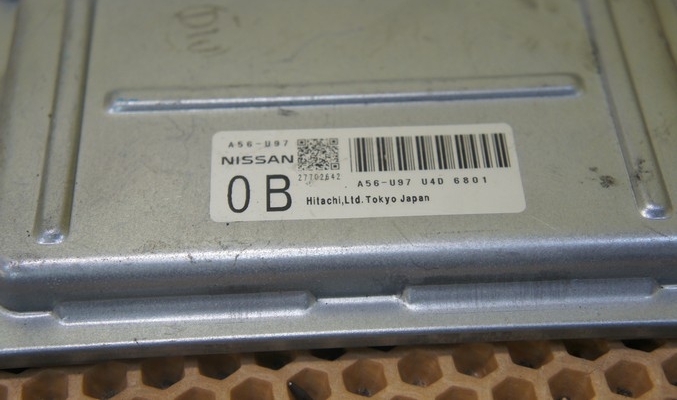 A56-U97
NISSAN
27702642
0B
A56-U97 U4D 6801
Hitachi,Ltd.Tokyo Japan